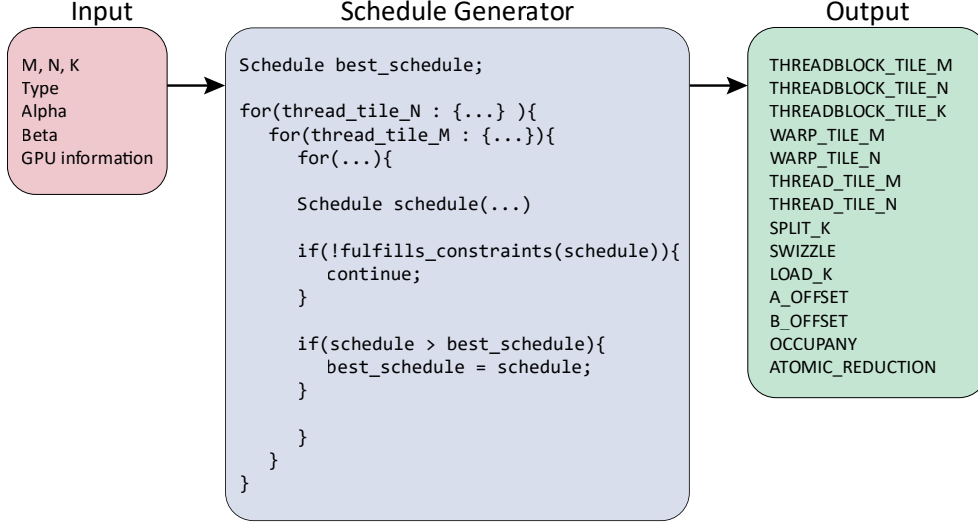 Input
M, N, K
Type
Alpha
Beta
GPU information
Schedule Generator
Schedule best_schedule;
for(thread_tile_N : {...} ){
for(thread_tile_M : {...}){
for(...){
Schedule schedule(...)
if(!fulfills_constraints(schedule)){
continue;
}
if(schedule > best_schedule){
best_schedule = schedule;
}
}
}
}
Output
THREADBLOCK_TILE_M
THREADBLOCK_TILE_N
THREADBLOCK_TILE_K
WARP_TILE_M
WARP_TILE_N
THREAD_TILE_M
THREAD_TILE_N
SPLIT_K
SWIZZLE
LOAD_K
A_OFFSET
B_OFFSET
OCCUPANY
ATOMIC_REDUCTION